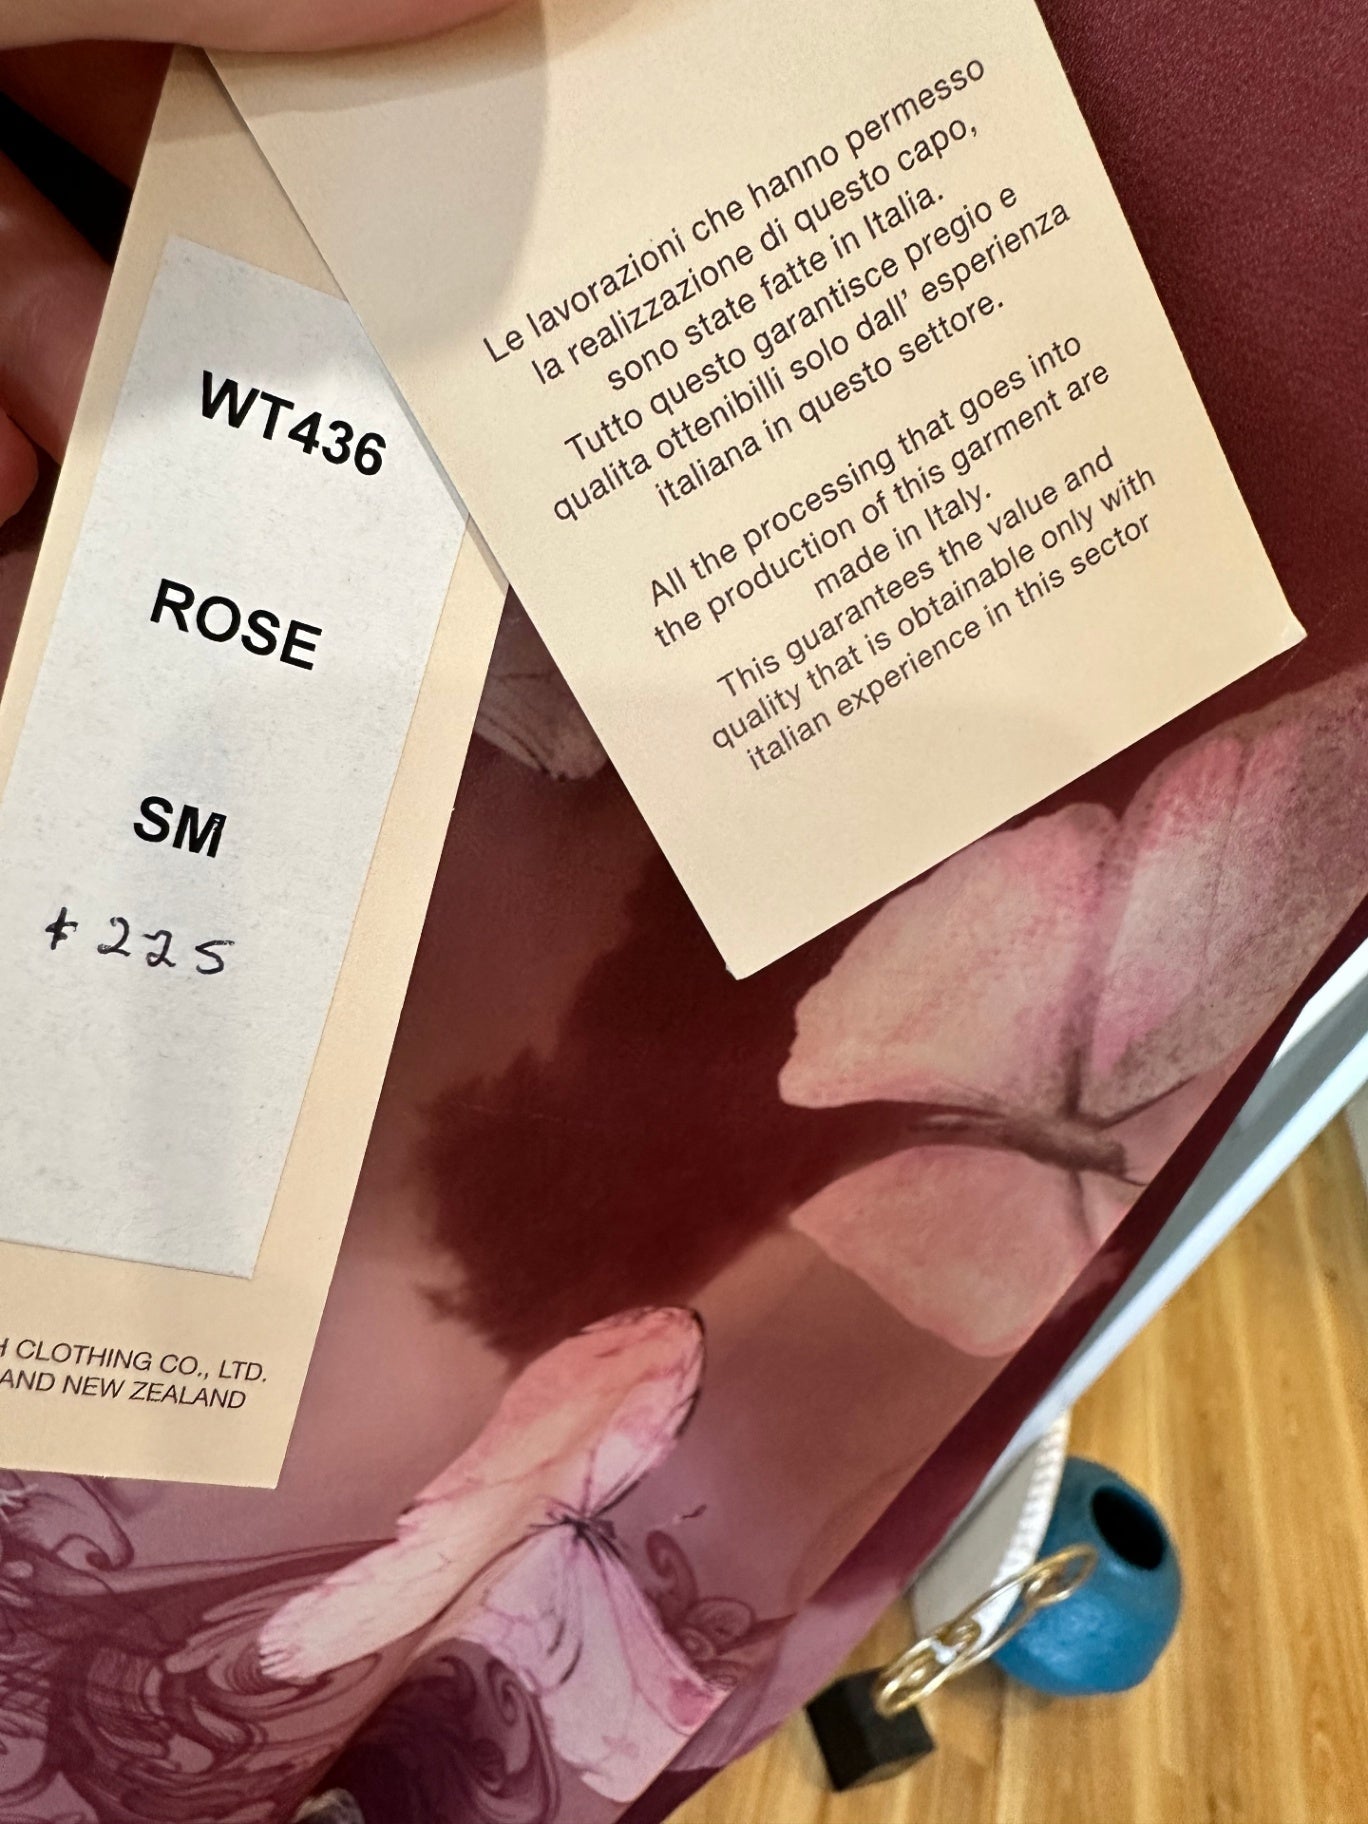 WT436
ROSE
SM
$225
CLOTHING CO., LTD.
AND NEW ZEALAND
Le lavorazioni che hanno permesso
la realizzazione di questo capo,
sono state fatte in Italia.
Tutto questo garantisce pregio e
qualita ottenibilli solo dall' esperienza
italiana in questo settore.
All the processing that goes into
the production of this garment are
made in Italy.
This guarantees the value and
quality that is obtainable only with
italian experience in this sector